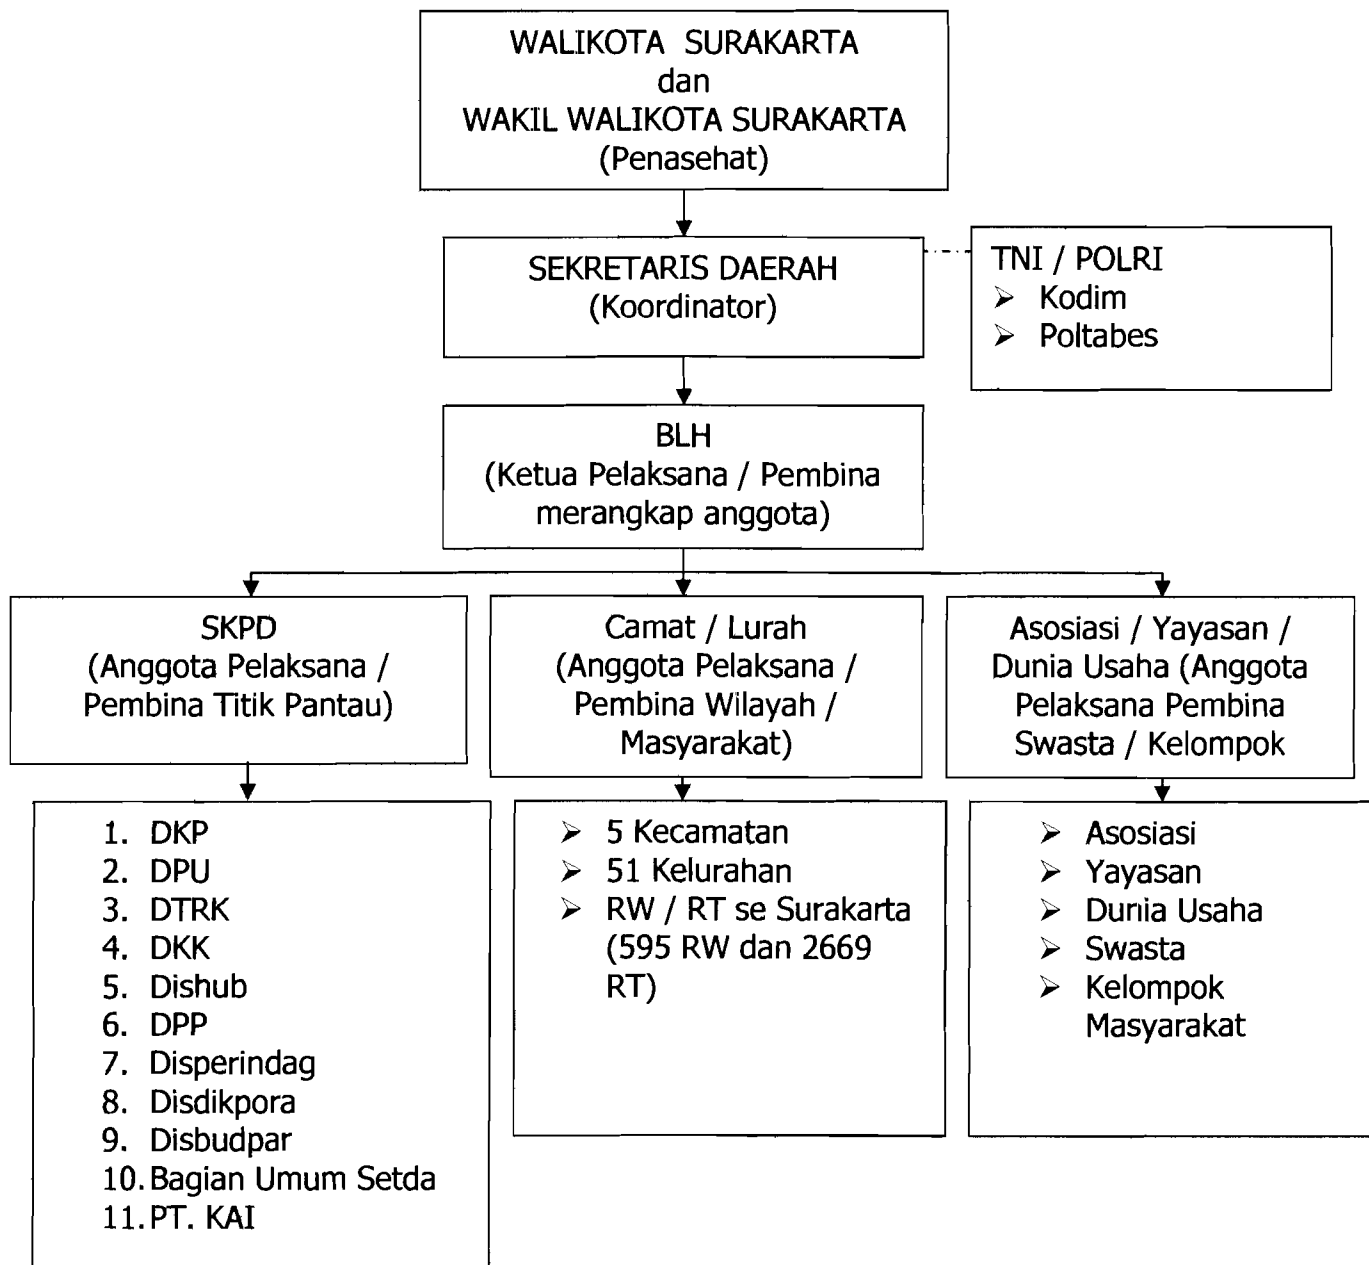 WALIKOTA SURAKARTA
dan
WAKIL WALIKOTA SURAKARTA
(Penasehat)
SEKRETARIS DAERAH
(Koordinator)
TNI / POLRI
➢ Kodim
➢ Poltabes
BLH
(Ketua Pelaksana / Pembina
merangkap anggota)
SKPD
(Anggota Pelaksana /
Pembina Titik Pantau)
Camat / Lurah
(Anggota Pelaksana /
Pembina Wilayah /
Masyarakat)
Asosiasi / Yayasan /
Dunia Usaha (Anggota
Pelaksana Pembina
Swasta / Kelompok
1. DKP
2. DPU
3. DTRK
4. DKK
5. Dishub
6. DPP
7. Disperindag
8. Disdikpora
9. Disbudpar
10. Bagian Umum Setda
11. PT. KAI
➢ 5 Kecamatan
➢ 51 Kelurahan
➢ RW / RT se Surakarta
(595 RW dan 2669
RT)
➢ Asosiasi
➢ Yayasan
➢ Dunia Usaha
➢ Swasta
➢ Kelompok
Masyarakat